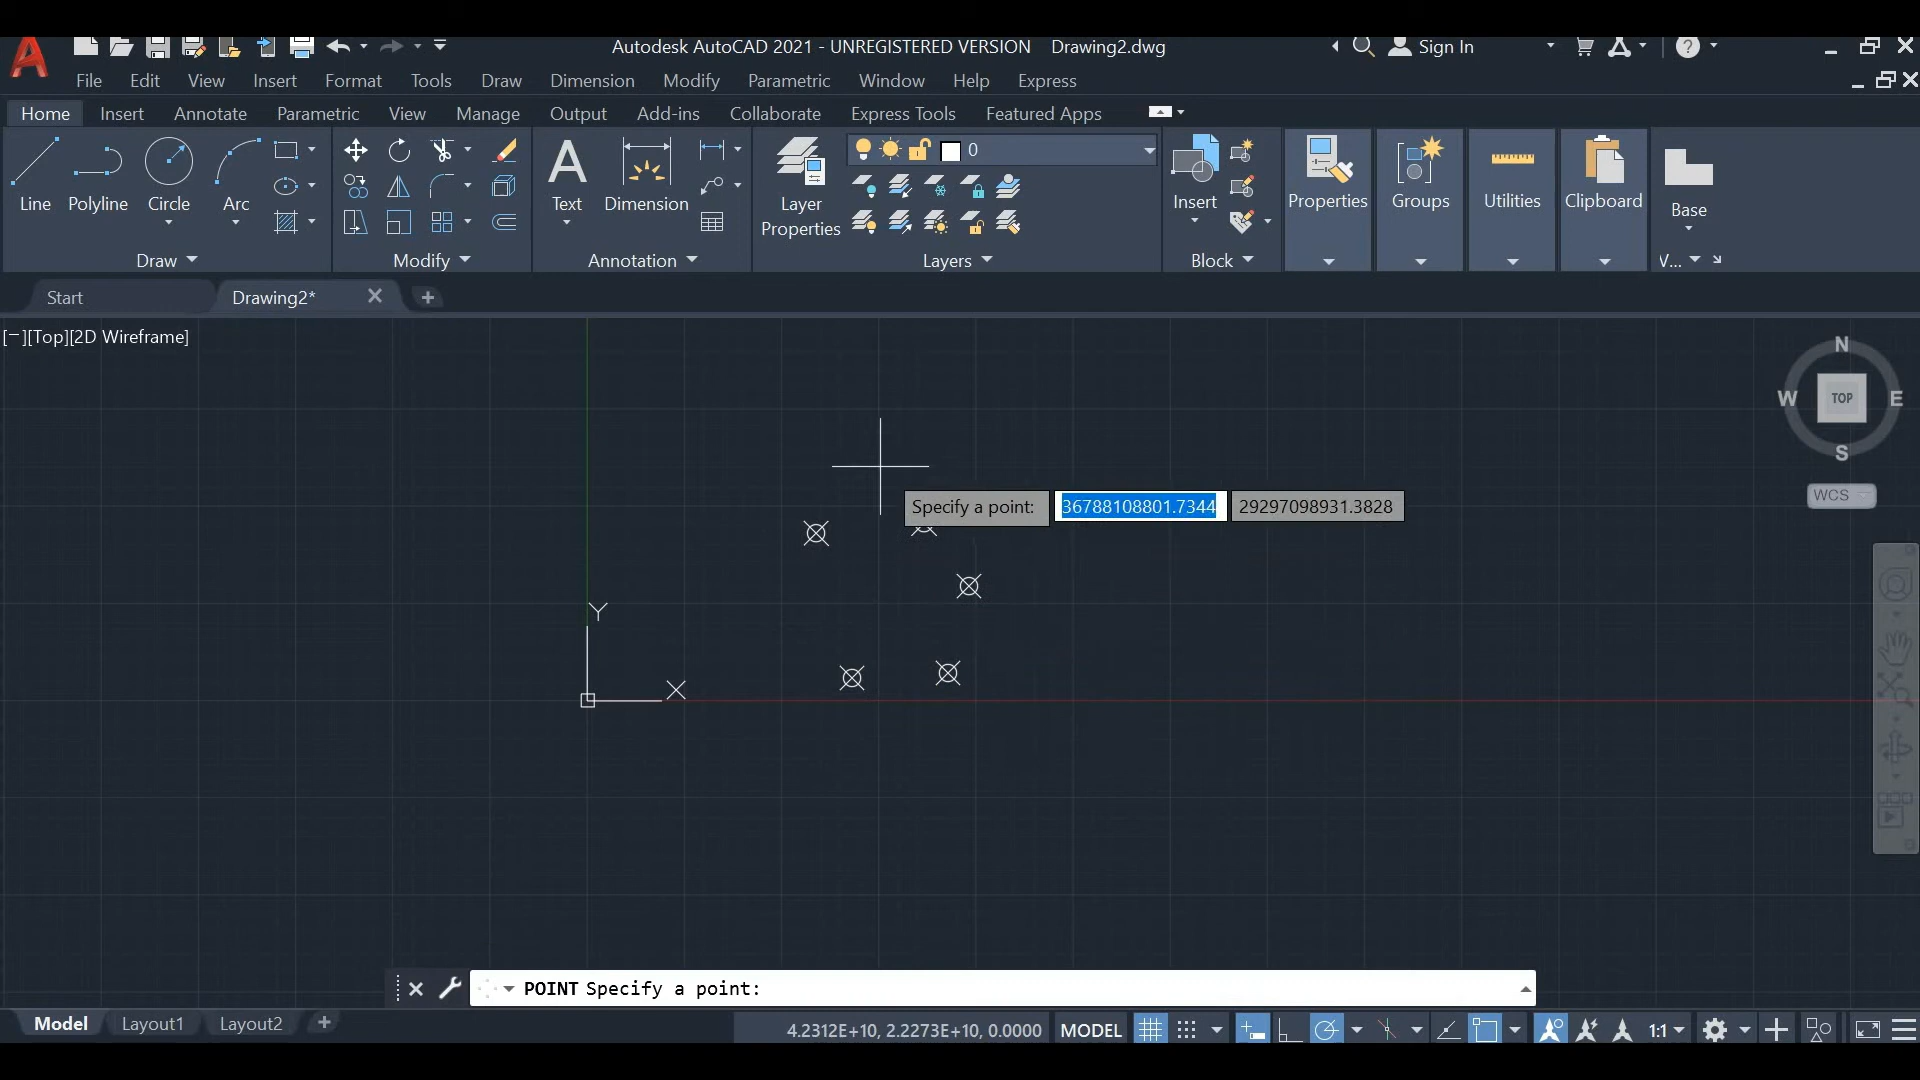 Autodesk AutoCAD 2021 - UNREGISTERED VERSION Drawing2.dwg
Sign In
File Edit View Insert Format Tools Draw Dimension Modify Parametric Window Help Express
Home Insert Annotate Parametric View Manage Output Add-ins Collaborate Express Tools Featured Apps
0
Line Polyline Circle Arc
Text Dimension
Layer Properties
Insert
Properties
Groups
Utilities
Clipboard
Base
Draw Modify Annotation Layers Block V...
Start Drawing2*
[−][Top][2D Wireframe]
N
W TOP E
S
WCS
Specify a point: 36788108801.7344 29297098931.3828
Y
X
POINT Specify a point:
Model Layout1 Layout2
4.2312E+10, 2.2273E+10, 0.0000 MODEL 1:1